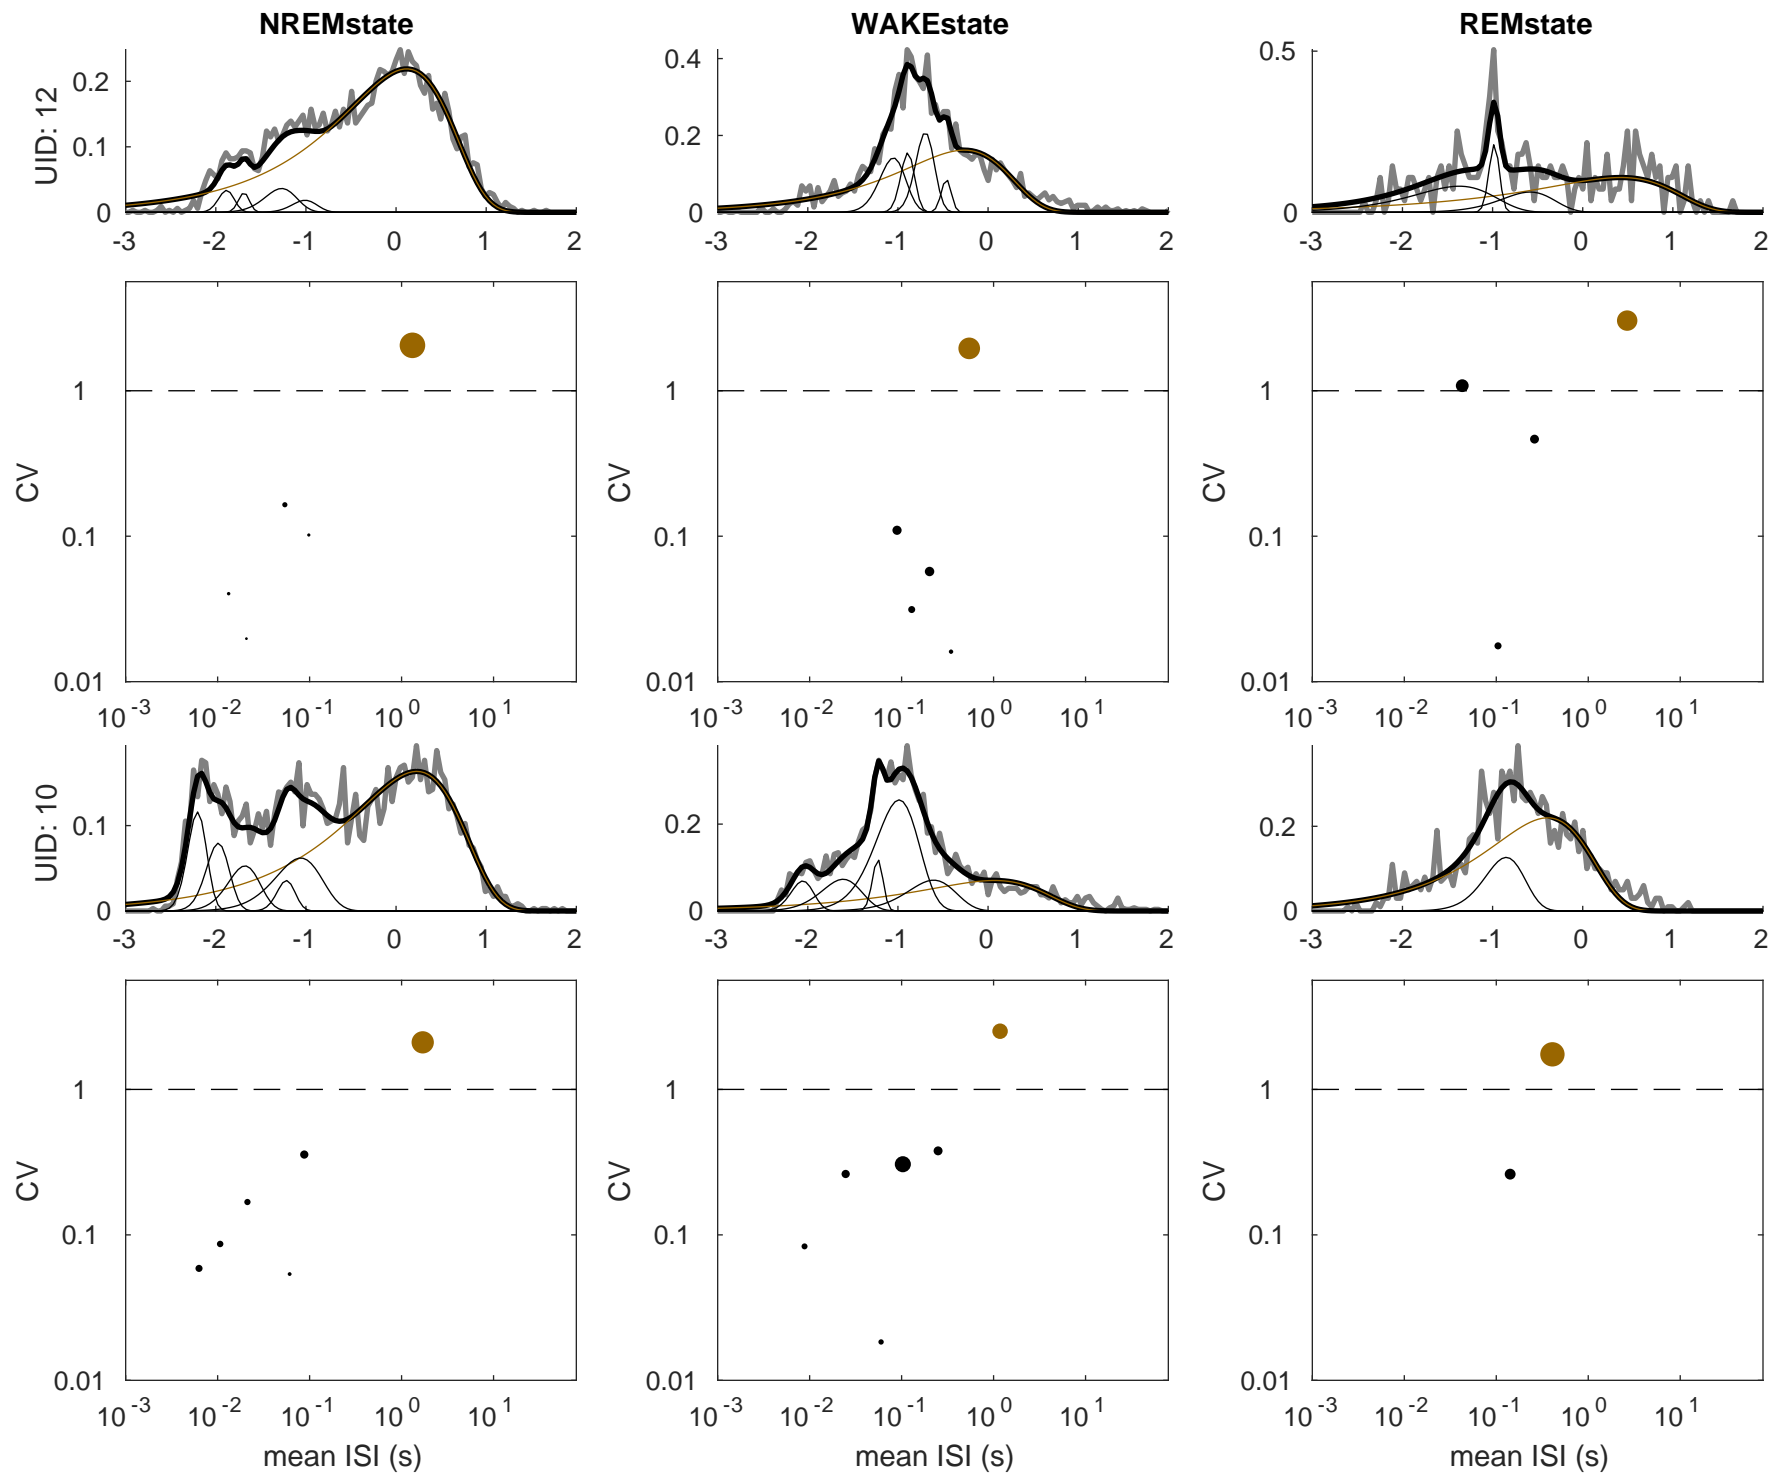 NREMstate WAKEstate REMstate
UID: 12
0.2 0.1 0
0.4 0.2 0
0.5 0
-3 -2 -1 0 1 2
-3 -2 -1 0 1 2
-3 -2 -1 0 1 2
CV 1 0.1 0.01
CV 1 0.1 0.01
CV 1 0.1 0.01
10^-3 10^-2 10^-1 10^0 10^1
10^-3 10^-2 10^-1 10^0 10^1
10^-3 10^-2 10^-1 10^0 10^1
UID: 10
0.1 0
0.2 0
0.2 0
-3 -2 -1 0 1 2
-3 -2 -1 0 1 2
-3 -2 -1 0 1 2
CV 1 0.1 0.01
CV 1 0.1 0.01
CV 1 0.1 0.01
10^-3 10^-2 10^-1 10^0 10^1
10^-3 10^-2 10^-1 10^0 10^1
10^-3 10^-2 10^-1 10^0 10^1
mean ISI (s) mean ISI (s) mean ISI (s)